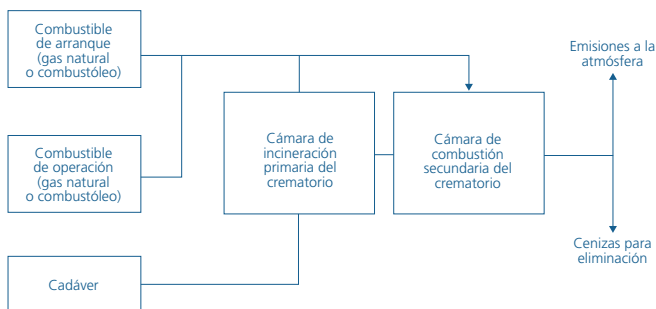 Combustible
de arranque
(gas natural
o combustóleo)
Emisiones a la
atmósfera
Combustible
de operación
(gas natural
o combustóleo)
Cámara de
incineración
primaria del
crematorio
Cámara de
combustión
secundaria del
crematorio
Cenizas para
eliminación
Cadáver